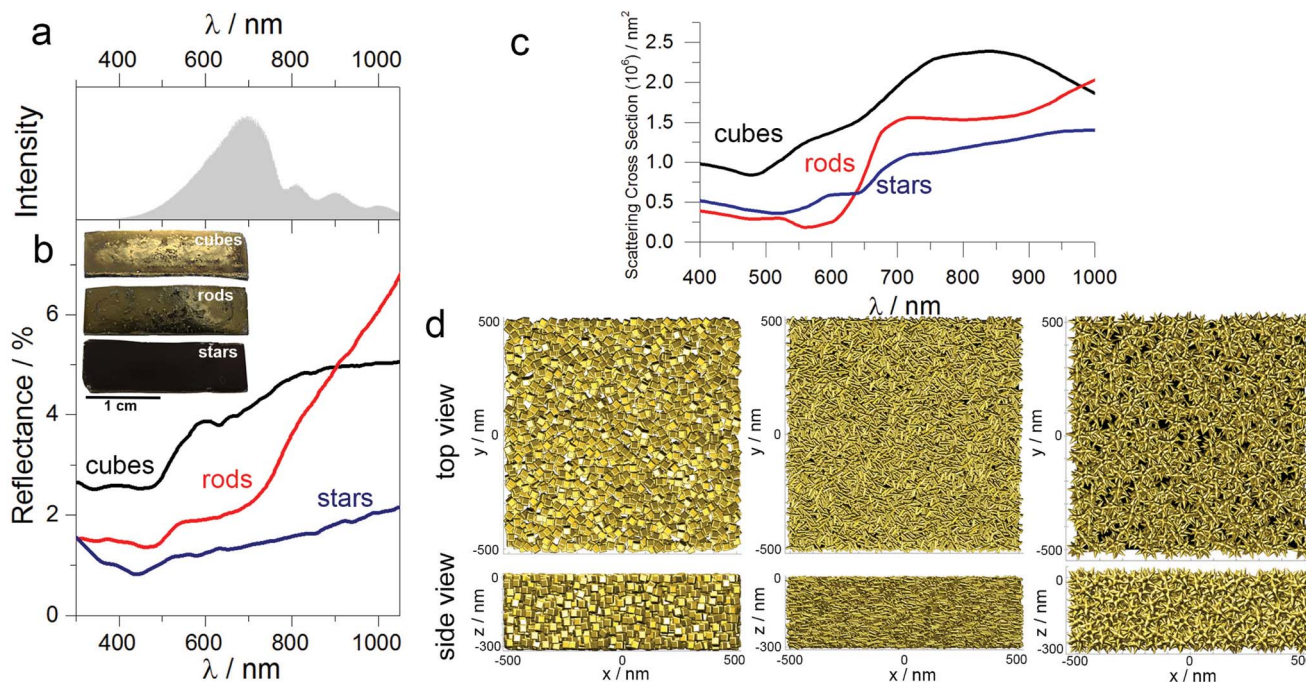 a
λ / nm
400 600 800 1000
Intensity
b
cubes
rods
stars
1 cm
Reflectance / %
6
4
2
0
cubes
rods
stars
400 600 800 1000
λ / nm
c
Scattering Cross Section (10⁶) / nm²
2.5
2.0
1.5
1.0
0.5
0.0
cubes
rods
stars
400 500 600 700 800 900 1000
λ / nm
d
top view
y / nm
500
0
-500
y / nm
500
0
-500
y / nm
500
0
-500
side view
z / nm
0
-300
-500 0 500
x / nm
z / nm
0
-300
-500 0 500
x / nm
z / nm
0
-300
-500 0 50
x / nm